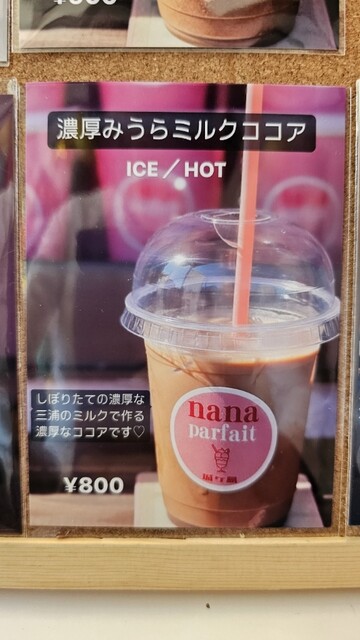 濃厚みうらミルクココア
ICE／HOT
しぼりたての濃厚な
三浦のミルクで作る
濃厚なココアです♡
nana
parfait
¥800